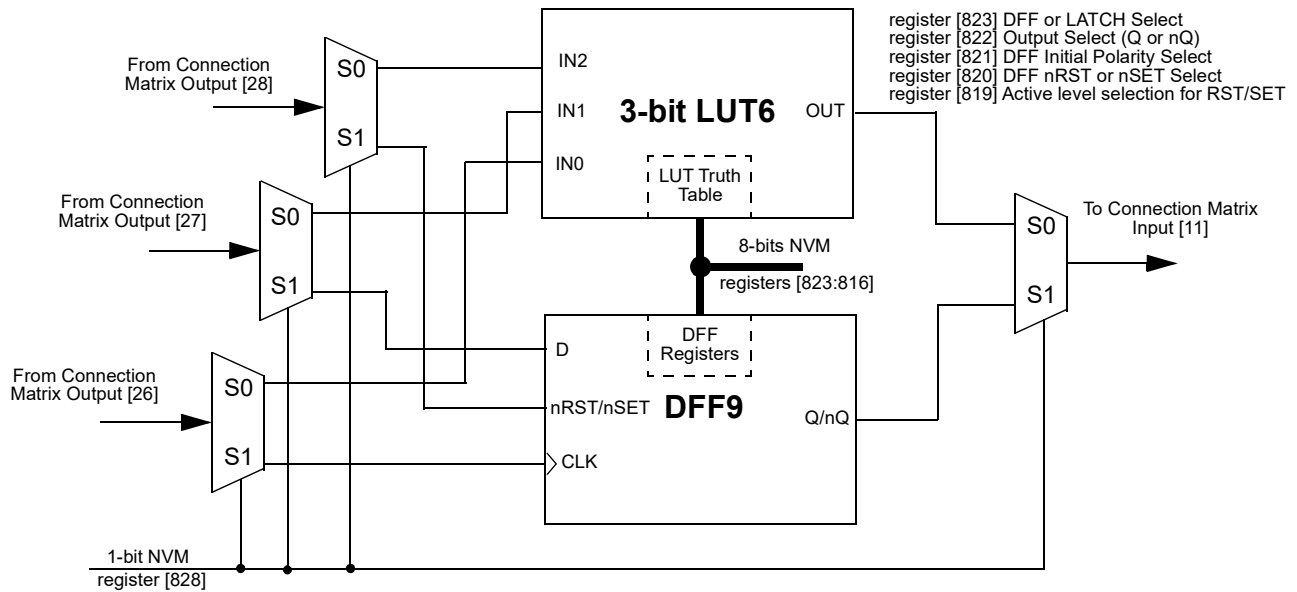 register [823] DFF or LATCH Select
register [822] Output Select (Q or nQ)
register [821] DFF Initial Polarity Select
register [820] DFF nRST or nSET Select
register [819] Active level selection for RST/SET
From Connection
Matrix Output [28]
S0
S1
IN2
IN1
IN0
3-bit LUT6
OUT
LUT Truth
Table
From Connection
Matrix Output [27]
S0
S1
8-bits NVM
registers [823:816]
To Connection Matrix
Input [11]
S0
S1
From Connection
Matrix Output [26]
S0
S1
DFF
Registers
D
nRST/nSET
CLK
DFF9
Q/nQ
1-bit NVM
register [828]